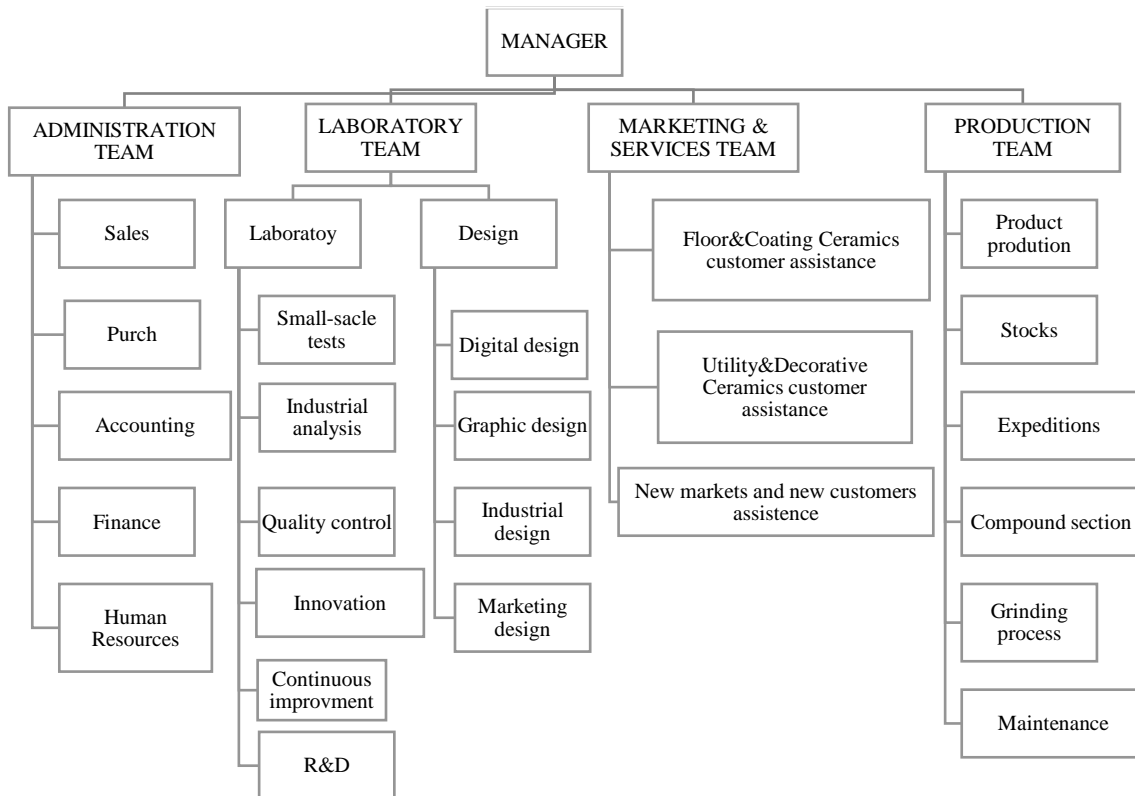 MANAGER
ADMINISTRATION
TEAM
LABORATORY
TEAM
MARKETING &
SERVICES TEAM
PRODUCTION
TEAM
Sales
Purch
Accounting
Finance
Human
Resources
Laboratoy
Small-sacle
tests
Industrial
analysis
Quality control
Innovation
Continuous
improvment
R&D
Design
Digital design
Graphic design
Industrial
design
Marketing
design
Floor&Coating Ceramics
customer assistance
Utility&Decorative
Ceramics customer
assistance
New markets and new customers
assistence
Product
prodution
Stocks
Expeditions
Compound section
Grinding
process
Maintenance